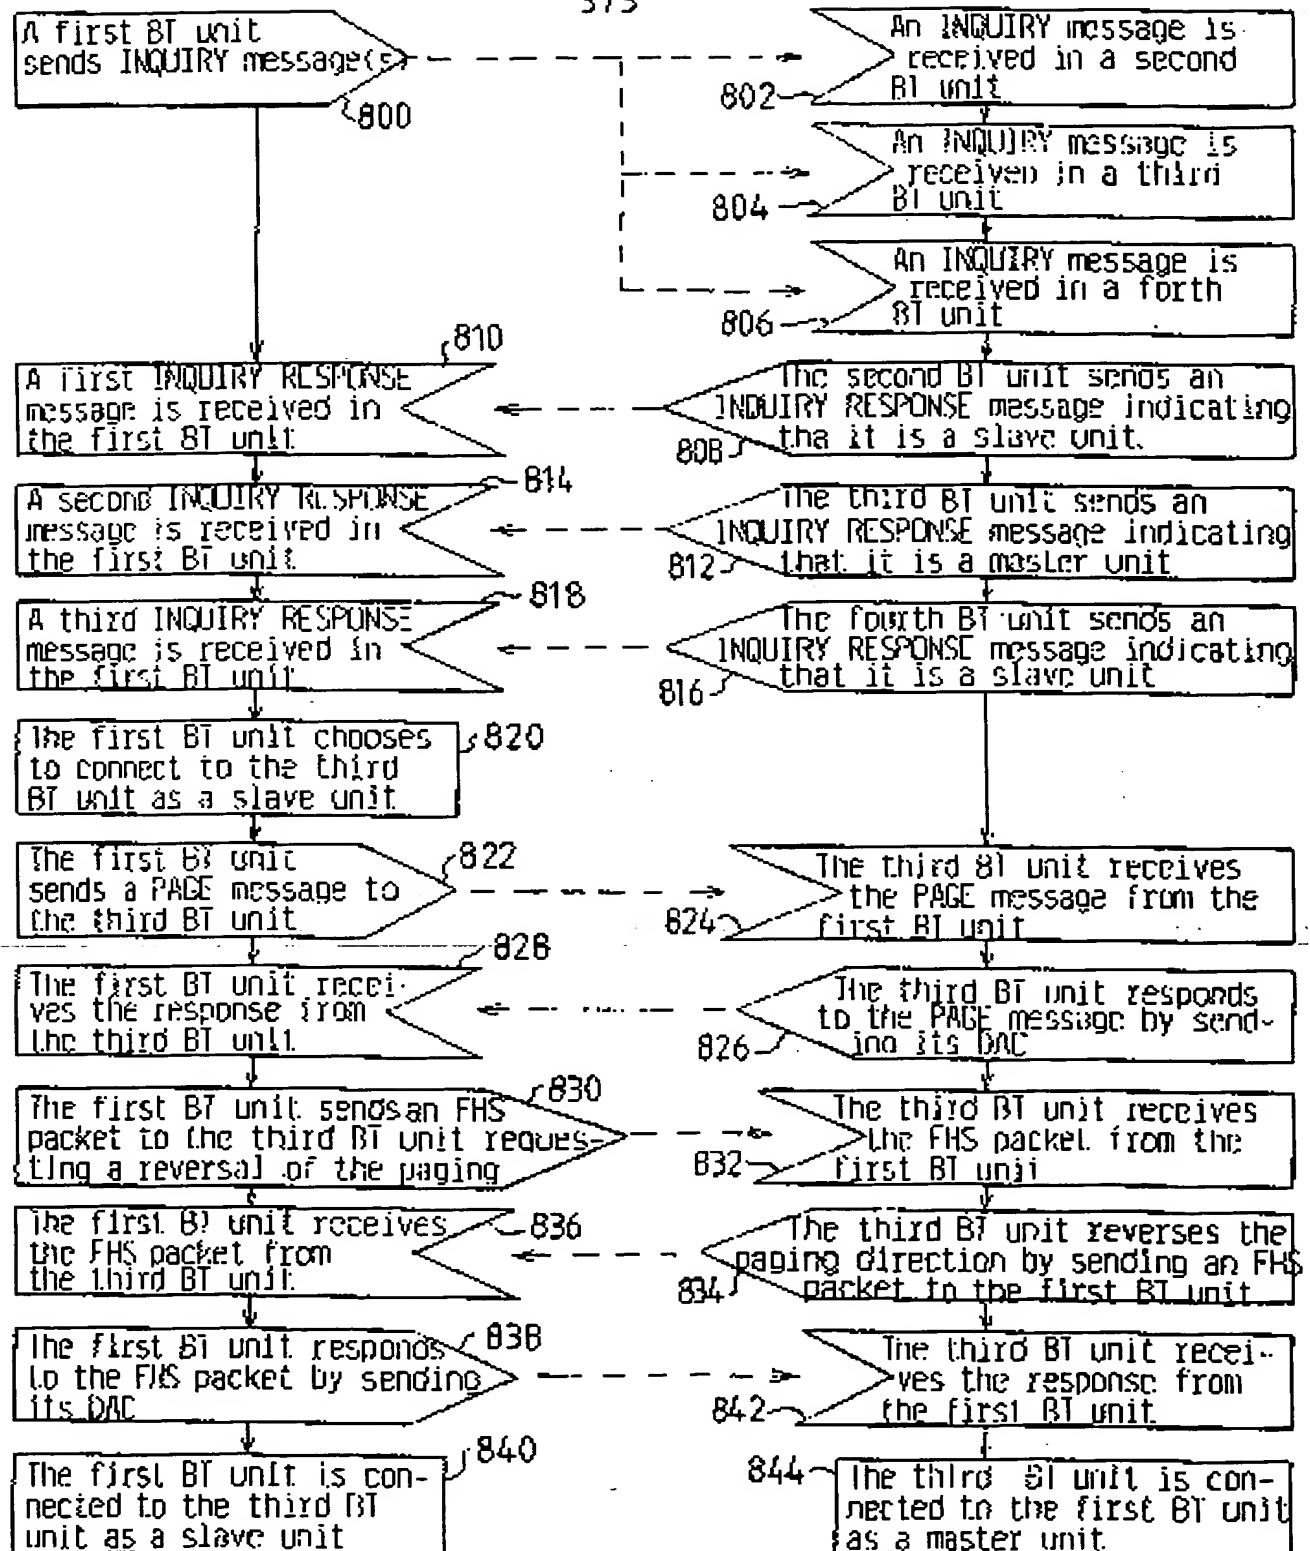 A first BT unit
sends INQUIRY message(s)
800
An INQUIRY message is
received in a second
BT unit
802
An INQUIRY message is
received in a third
BT unit
804
An INQUIRY message is
received in a forth
BT unit
806
810
A first INQUIRY RESPONSE
message is received in
the first BT unit
The second BT unit sends an
INQUIRY RESPONSE message indicating
tha it is a slave unit.
808
814
A second INQUIRY RESPONSE
message is received in
the first BT unit
The third BT unit sends an
INQUIRY RESPONSE message indicating
that it is a master unit
812
818
A third INQUIRY RESPONSE
message is received in
the first BT unit
The fourth BT unit sends an
INQUIRY RESPONSE message indicating
that it is a slave unit
816
The first BT unit chooses
to connect to the third
BT unit as a slave unit
820
The first BT unit
sends a PAGE message to
the third BT unit
822
The third BT unit receives
the PAGE message from the
first BT unit
824
828
The first BT unit recei-
ves the response from
the third BT unit
The third BT unit responds
to the PAGE message by send-
ing its DAC
826
830
The first BT unit sends an FHS
packet to the third BT unit reques-
ting a reversal of the paging
The third BT unit receives
the FHS packet from the
first BT unit
832
The first BT unit receives
the FHS packet from
the third BT unit
836
The third BT unit reverses the
paging direction by sending an FHS
packet to the first BT unit
834
The first BT unit responds
to the FHS packet by sending
its DAC
838
The third BT unit recei-
ves the response from
the first BT unit
842
840
The first BT unit is con-
nected to the third BT
unit as a slave unit
844
The third BT unit is con-
nected to the first BT unit
as a master unit